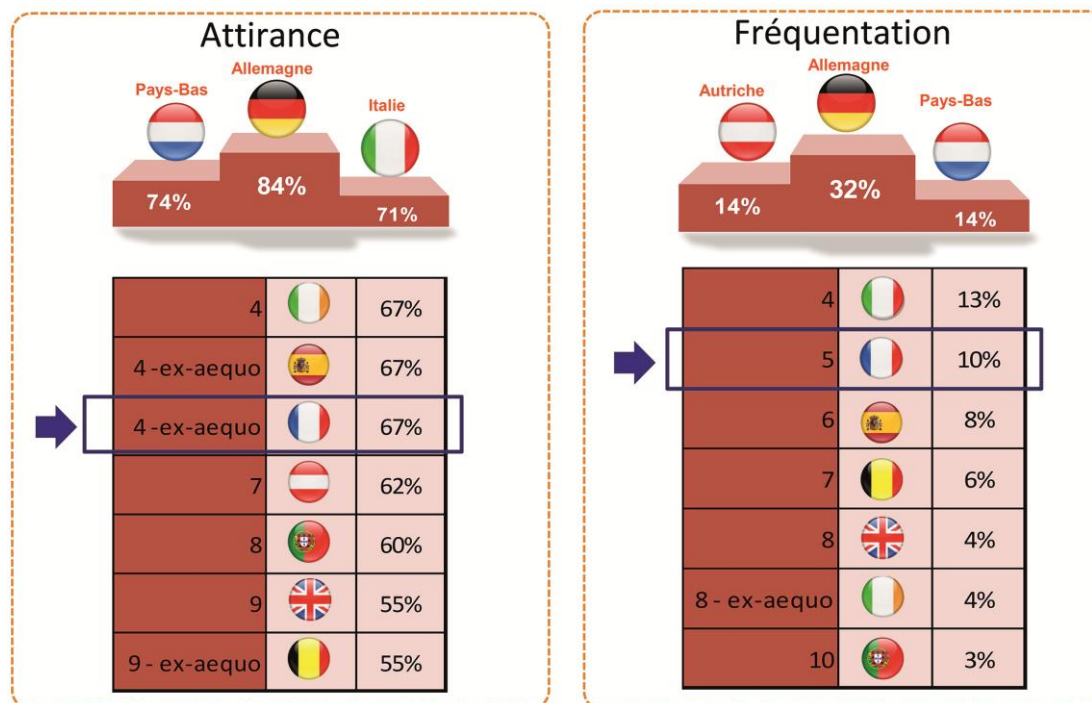 Attirance
Allemagne
Pays-Bas
Italie
84%
74%
71%
4 67%
4 -ex-aequo 67%
4 -ex-aequo 67%
7 62%
8 60%
9 55%
9 - ex-aequo 55%
Fréquentation
Allemagne
Autriche
Pays-Bas
32%
14%
14%
4 13%
5 10%
6 8%
7 6%
8 4%
8 - ex-aequo 4%
10 3%